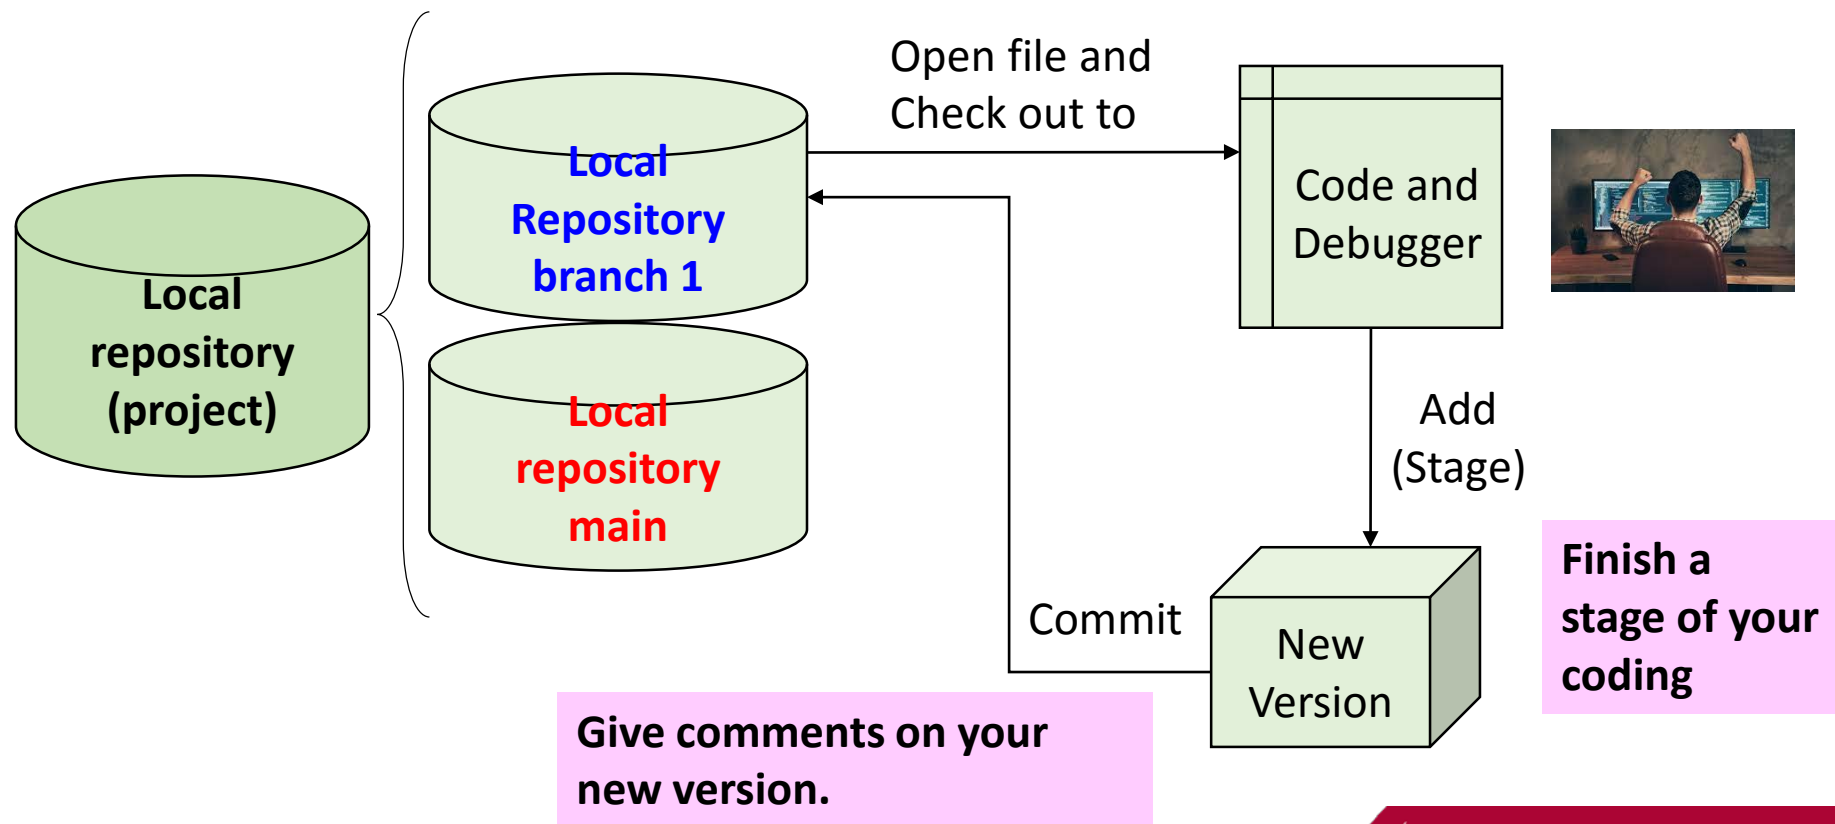 Local
repository
(project)
Local
Repository
branch 1
Local
repository
main
Open file and
Check out to
Code and
Debugger
Add
(Stage)
New
Version
Commit
Finish a
stage of your
coding
Give comments on your
new version.